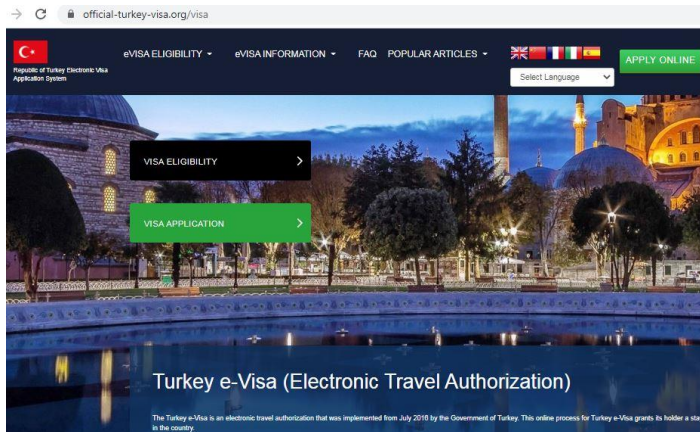 official-turkey-visa.org/visa
eVISA ELIGIBILITY
eVISA INFORMATION
FAQ
POPULAR ARTICLES
APPLY ONLINE
Republic of Turkey Electronic Visa
Application System
Select Language
VISA ELIGIBILITY
VISA APPLICATION
Turkey e-Visa (Electronic Travel Authorization)
The Turkey e-Visa is an electronic travel authorization that was implemented from July 2016 by the Government of Turkey. This online process for Turkey e-Visa grants its holder a sta
in the country.